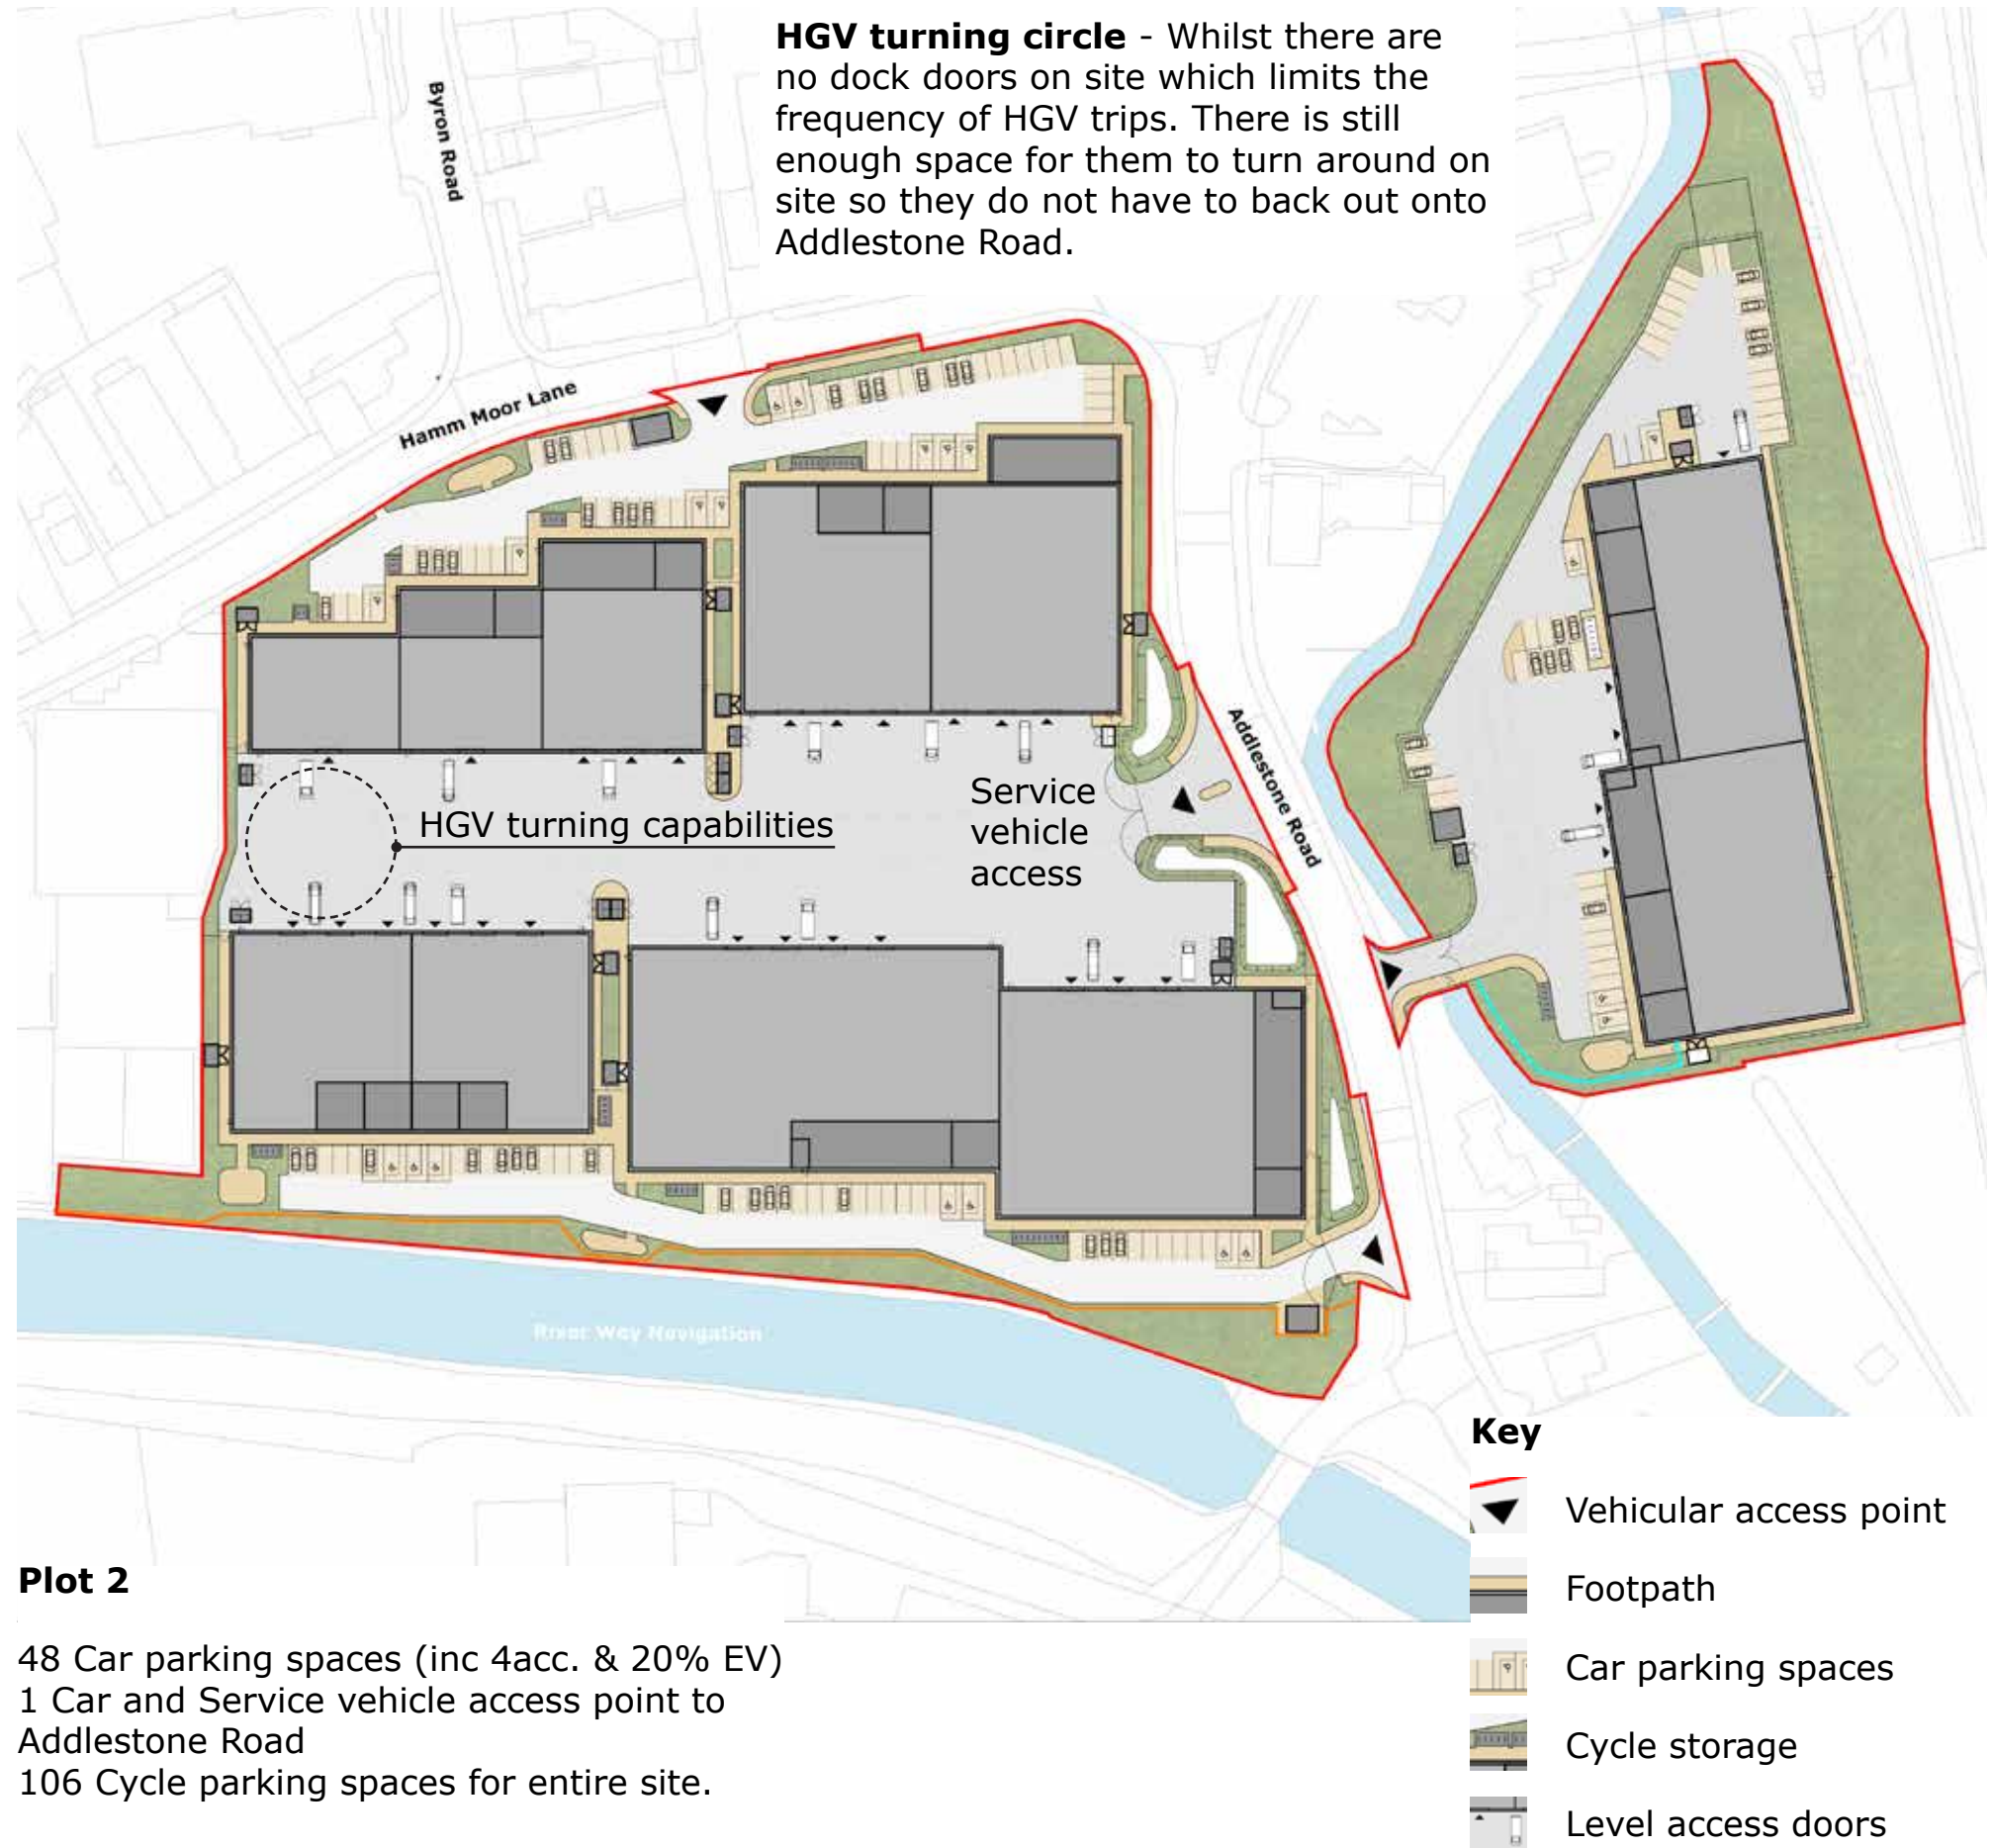 HGV turning circle - Whilst there are
no dock doors on site which limits the
frequency of HGV trips. There is still
enough space for them to turn around on
site so they do not have to back out onto
Addlestone Road.
Byron Road
Hamm Moor Lane
Addlestone Road
Service
vehicle
access
HGV turning capabilities
River Wey Navigation
Key
Vehicular access point
Footpath
Car parking spaces
Cycle storage
Level access doors
Plot 2
48 Car parking spaces (inc 4acc. & 20% EV)
1 Car and Service vehicle access point to
Addlestone Road
106 Cycle parking spaces for entire site.